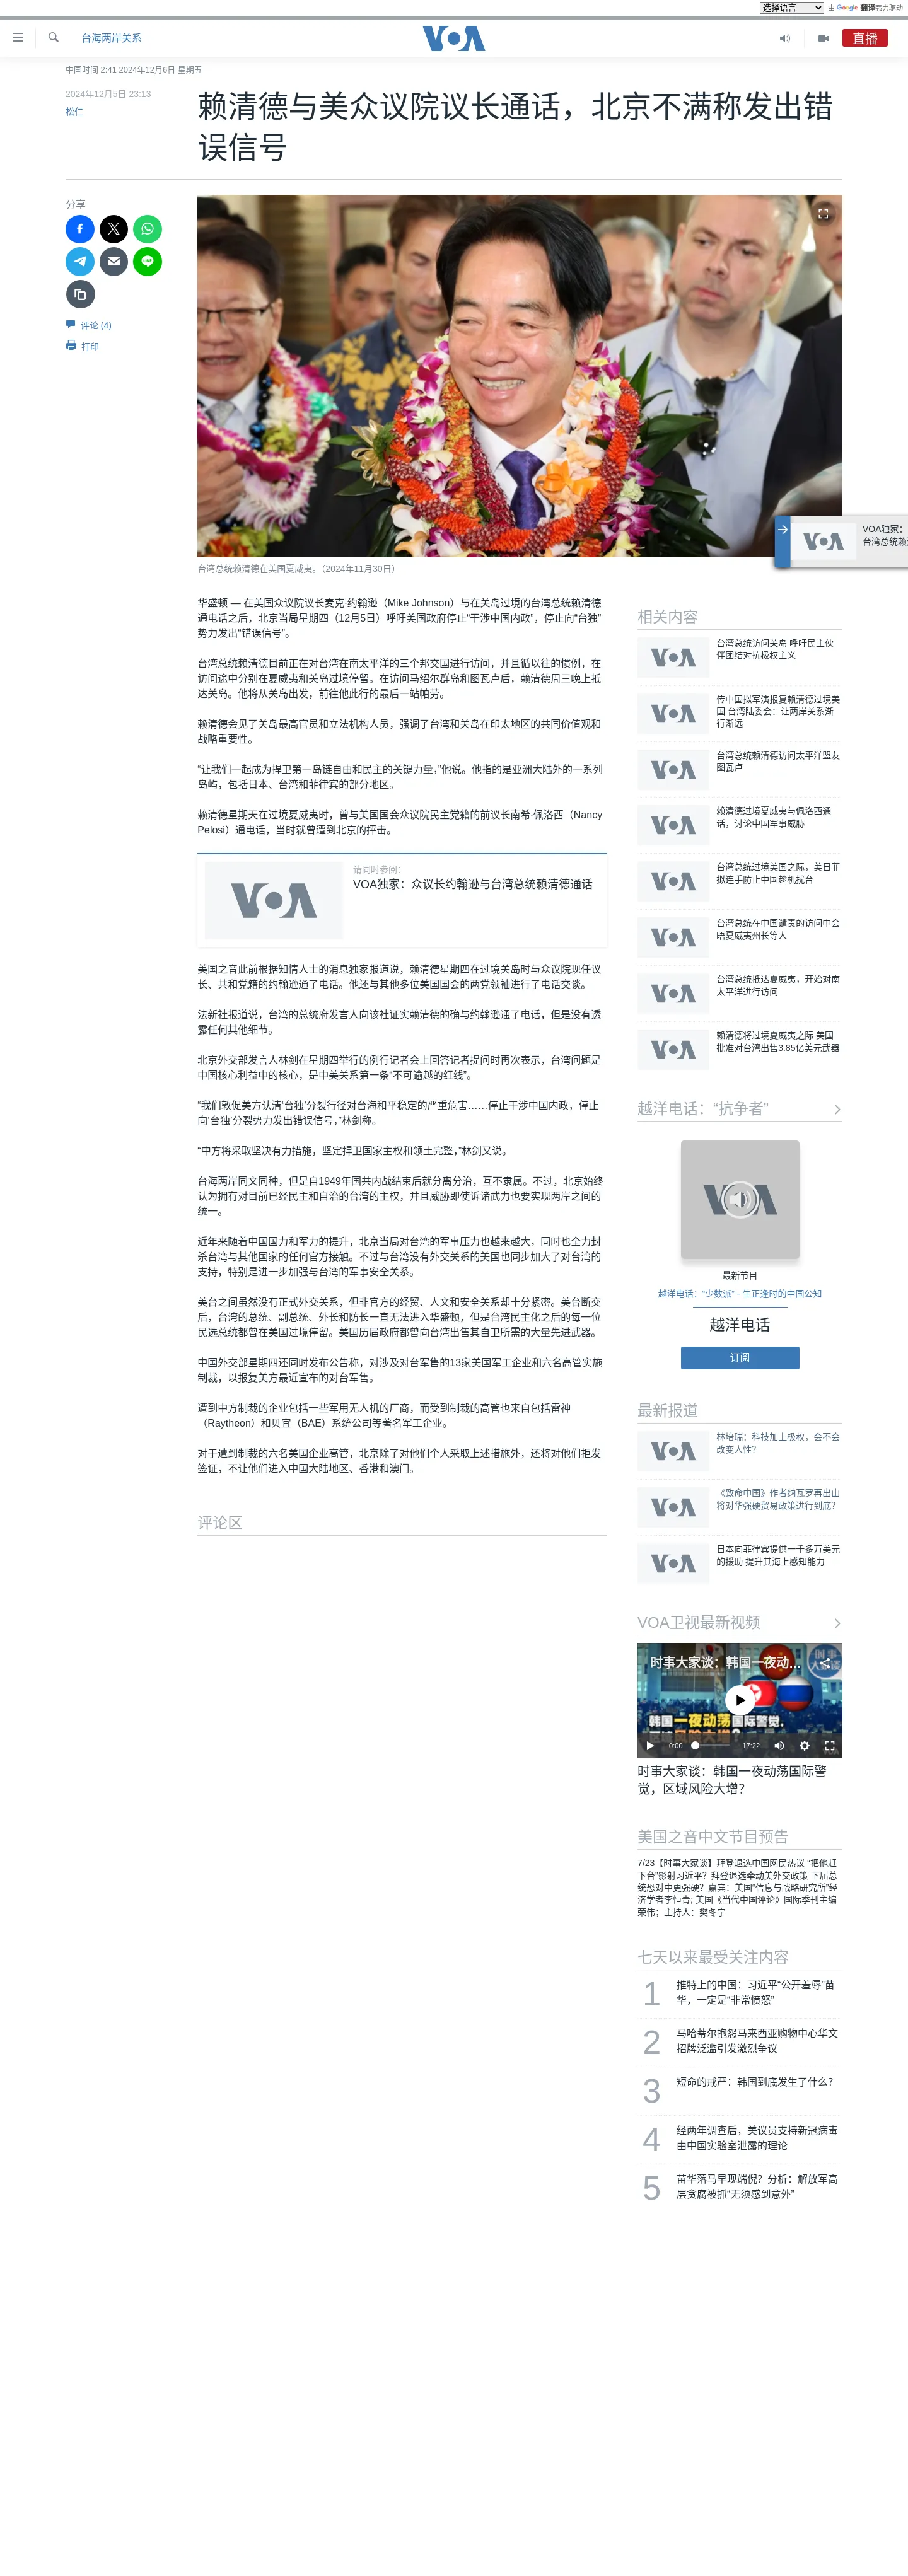 选择语言 由 Google 翻译强力驱动
台海两岸关系
VOA
直播
中国时间 2:41 2024年12月6日 星期五
2024年12月5日 23:13
松仁
赖清德与美众议院议长通话，北京不满称发出错
误信号
分享
评论 (4)
打印
台湾总统赖清德在美国夏威夷。（2024年11月30日）
VOA独家：
台湾总统赖
华盛顿 — 在美国众议院议长麦克·约翰逊（Mike Johnson）与在关岛过境的台湾总统赖清德
通电话之后，北京当局星期四（12月5日）呼吁美国政府停止“干涉中国内政”，停止向“台独”
势力发出“错误信号”。
台湾总统赖清德目前正在对台湾在南太平洋的三个邦交国进行访问，并且循以往的惯例，在
访问途中分别在夏威夷和关岛过境停留。在访问马绍尔群岛和图瓦卢后，赖清德周三晚上抵
达关岛。他将从关岛出发，前往他此行的最后一站帕劳。
赖清德会见了关岛最高官员和立法机构人员，强调了台湾和关岛在印太地区的共同价值观和
战略重要性。
“让我们一起成为捍卫第一岛链自由和民主的关键力量，”他说。他指的是亚洲大陆外的一系列
岛屿，包括日本、台湾和菲律宾的部分地区。
赖清德星期天在过境夏威夷时，曾与美国国会众议院民主党籍的前议长南希·佩洛西（Nancy
Pelosi）通电话，当时就曾遭到北京的抨击。
请同时参阅:
VOA独家：众议长约翰逊与台湾总统赖清德通话
VOA
美国之音此前根据知情人士的消息独家报道说，赖清德星期四在过境关岛时与众议院现任议
长、共和党籍的约翰逊通了电话。他还与其他多位美国国会的两党领袖进行了电话交谈。
法新社报道说，台湾的总统府发言人向该社证实赖清德的确与约翰逊通了电话，但是没有透
露任何其他细节。
北京外交部发言人林剑在星期四举行的例行记者会上回答记者提问时再次表示，台湾问题是
中国核心利益中的核心，是中美关系第一条“不可逾越的红线”。
“我们敦促美方认清‘台独’分裂行径对台海和平稳定的严重危害……停止干涉中国内政，停止
向‘台独’分裂势力发出错误信号，”林剑称。
“中方将采取坚决有力措施，坚定捍卫国家主权和领土完整，”林剑又说。
台海两岸同文同种，但是自1949年国共内战结束后就分离分治，互不隶属。不过，北京始终
认为拥有对目前已经民主和自治的台湾的主权，并且威胁即使诉诸武力也要实现两岸之间的
统一。
近年来随着中国国力和军力的提升，北京当局对台湾的军事压力也越来越大，同时也全力封
杀台湾与其他国家的任何官方接触。不过与台湾没有外交关系的美国也同步加大了对台湾的
支持，特别是进一步加强与台湾的军事安全关系。
美台之间虽然没有正式外交关系，但非官方的经贸、人文和安全关系却十分紧密。美台断交
后，台湾的总统、副总统、外长和防长一直无法进入华盛顿，但是台湾民主化之后的每一位
民选总统都曾在美国过境停留。美国历届政府都曾向台湾出售其自卫所需的大量先进武器。
中国外交部星期四还同时发布公告称，对涉及对台军售的13家美国军工企业和六名高管实施
制裁，以报复美方最近宣布的对台军售。
遭到中方制裁的企业包括一些军用无人机的厂商，而受到制裁的高管也来自包括雷神
（Raytheon）和贝宜（BAE）系统公司等著名军工企业。
对于遭到制裁的六名美国企业高管，北京除了对他们个人采取上述措施外，还将对他们拒发
签证，不让他们进入中国大陆地区、香港和澳门。
评论区
相关内容
台湾总统访问关岛 呼吁民主伙
伴团结对抗极权主义
传中国拟军演报复赖清德过境美
国 台湾陆委会：让两岸关系渐
行渐远
台湾总统赖清德访问太平洋盟友
图瓦卢
赖清德过境夏威夷与佩洛西通
话，讨论中国军事威胁
台湾总统过境美国之际，美日菲
拟连手防止中国趁机扰台
台湾总统在中国谴责的访问中会
晤夏威夷州长等人
台湾总统抵达夏威夷，开始对南
太平洋进行访问
赖清德将过境夏威夷之际 美国
批准对台湾出售3.85亿美元武器
越洋电话：“抗争者”
最新节目
越洋电话：“少数派” - 生正逢时的中国公知
越洋电话
订阅
最新报道
林培瑞：科技加上极权，会不会
改变人性？
《致命中国》作者纳瓦罗再出山
将对华强硬贸易政策进行到底？
日本向菲律宾提供一千多万美元
的援助 提升其海上感知能力
VOA卫视最新视频
时事大家谈：韩国一夜动...
韩国一夜动荡国际警觉,
0:00 17:22
时事大家谈：韩国一夜动荡国际警
觉，区域风险大增？
美国之音中文节目预告
7/23【时事大家谈】拜登退选中国网民热议 “把他赶
下台”影射习近平？拜登退选牵动美外交政策 下届总
统恐对中更强硬？嘉宾：美国“信息与战略研究所”经
济学者李恒青; 美国《当代中国评论》国际季刊主编
荣伟；主持人：樊冬宁
七天以来最受关注内容
1 推特上的中国：习近平“公开羞辱”苗
华，一定是“非常愤怒”
2 马哈蒂尔抱怨马来西亚购物中心华文
招牌泛滥引发激烈争议
3 短命的戒严：韩国到底发生了什么？
4 经两年调查后，美议员支持新冠病毒
由中国实验室泄露的理论
5 苗华落马早现端倪？分析：解放军高
层贪腐被抓“无须感到意外”